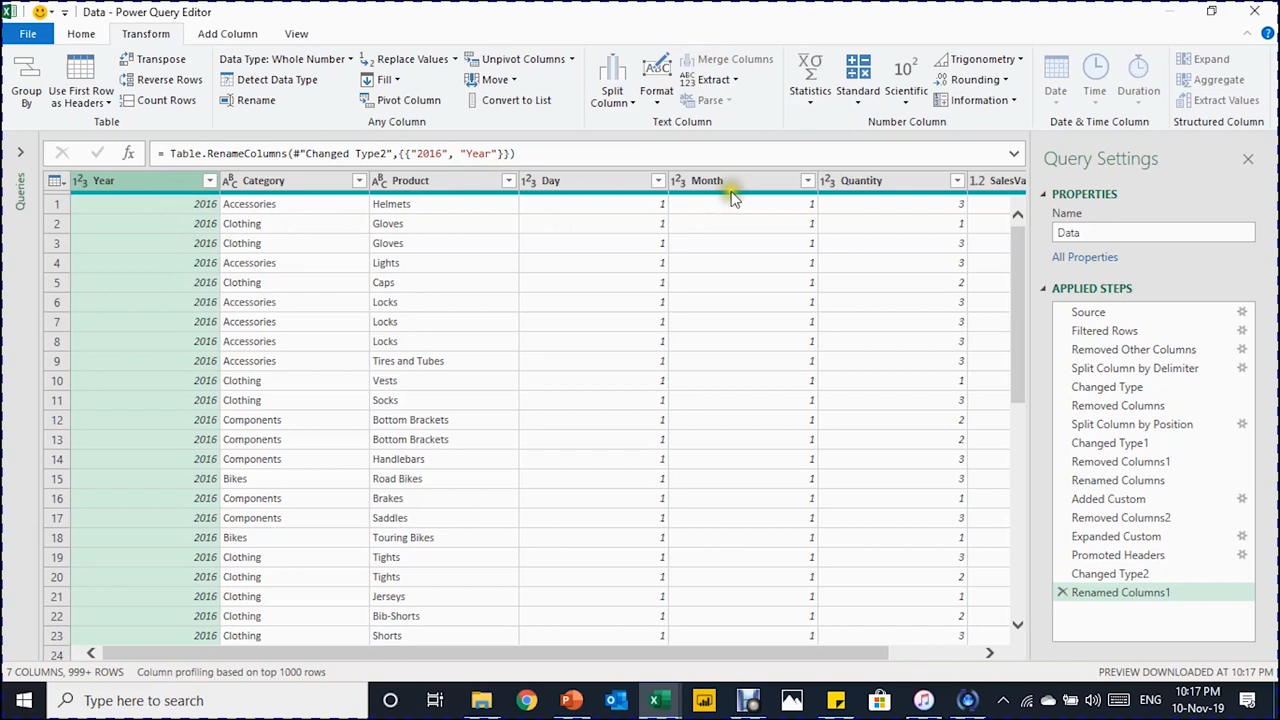 Data - Power Query Editor
File Home Transform Add Column View
Group By
Use First Row as Headers
Transpose
Reverse Rows
Count Rows
Table
Data Type: Whole Number
Detect Data Type
Rename
Replace Values
Fill
Pivot Column
Unpivot Columns
Move
Convert to List
Any Column
Split Column
Format
Merge Columns
Extract
Parse
Text Column
Statistics
Standard
Scientific
Trigonometry
Rounding
Information
Number Column
Date
Time
Duration
Date & Time Column
Expand
Aggregate
Extract Values
Structured Column
Queries
= Table.RenameColumns(#"Changed Type2",{{"2016", "Year"}})
Year Category Product Day Month Quantity SalesVa
1 2016 Accessories Helmets 1 1 3
2 2016 Clothing Gloves 1 1 1
3 2016 Clothing Gloves 1 1 3
4 2016 Accessories Lights 1 1 3
5 2016 Clothing Caps 1 1 2
6 2016 Accessories Locks 1 1 3
7 2016 Accessories Locks 1 1 3
8 2016 Accessories Locks 1 1 3
9 2016 Accessories Tires and Tubes 1 1 3
10 2016 Clothing Vests 1 1 1
11 2016 Clothing Socks 1 1 3
12 2016 Components Bottom Brackets 1 1 2
13 2016 Components Bottom Brackets 1 1 2
14 2016 Components Handlebars 1 1 3
15 2016 Bikes Road Bikes 1 1 3
16 2016 Components Brakes 1 1 1
17 2016 Components Saddles 1 1 3
18 2016 Bikes Touring Bikes 1 1 1
19 2016 Clothing Tights 1 1 3
20 2016 Clothing Tights 1 1 2
21 2016 Clothing Jerseys 1 1 1
22 2016 Clothing Bib-Shorts 1 1 2
23 2016 Clothing Shorts 1 1 3
24
Query Settings
PROPERTIES
Name
Data
All Properties
APPLIED STEPS
Source
Filtered Rows
Removed Other Columns
Split Column by Delimiter
Changed Type
Removed Columns
Split Column by Position
Changed Type1
Removed Columns1
Renamed Columns
Added Custom
Removed Columns2
Expanded Custom
Promoted Headers
Changed Type2
Renamed Columns1
7 COLUMNS, 999+ ROWS Column profiling based on top 1000 rows PREVIEW DOWNLOADED AT 10:17 PM
Type here to search
ENG
10:17 PM
10-Nov-19